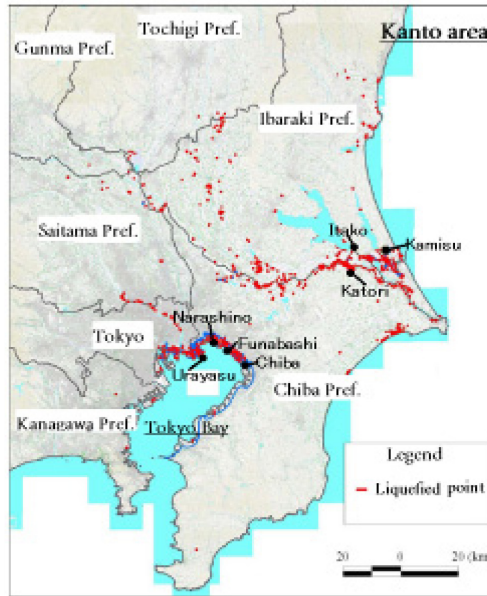 Kanto area
Tochigi Pref.
Gunma Pref.
Ibaraki Pref.
Saitama Pref.
Itako
Kamisu
Katori
Narashino
Tokyo
Funabashi
Urayasu
Chiba
Chiba Pref.
Kanagawa Pref.
Tokyo Bay
Legend
Liquefied point
20 0 20 (km